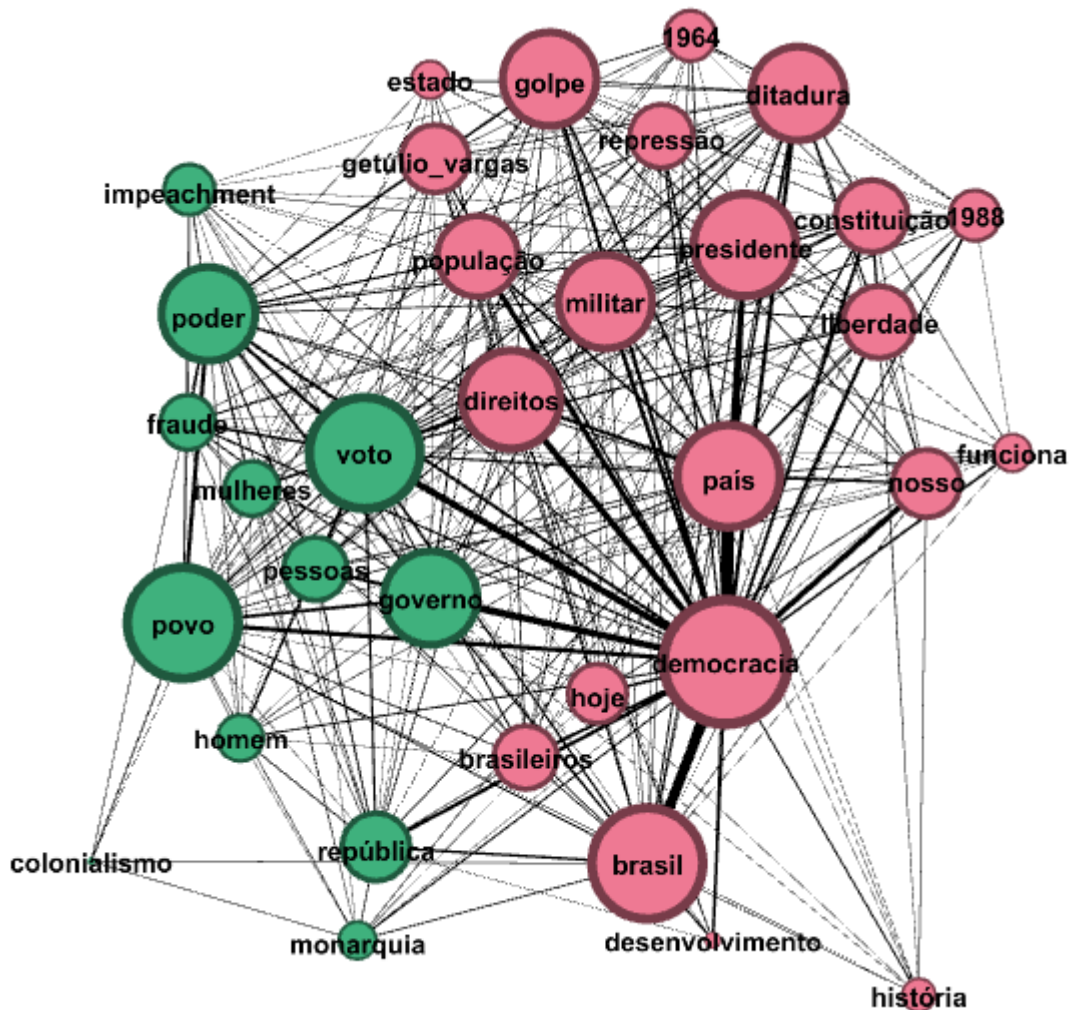 1964
estado
golpe
ditadura
repressão
getúlio_vargas
impeachment
constituição
1988
presidente
população
militar
poder
liberdade
direitos
fraude
voto
funciona
país
nosso
mulheres
pessoas
governo
povo
democracia
hoje
homem
brasileiros
república
colonialismo
brasil
monarquia
desenvolvimento
história